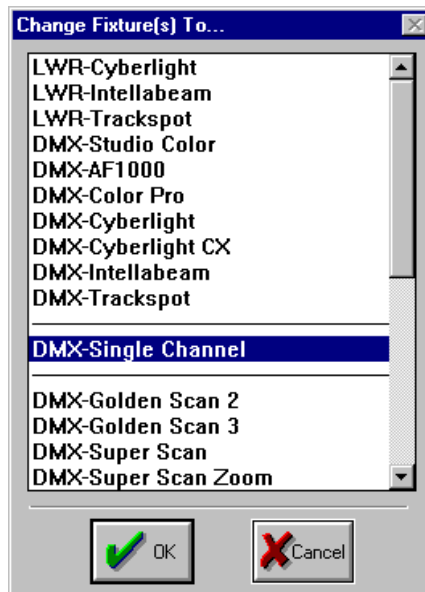 Change Fixture(s) To...
LWR-Cyberlight
LWR-Intellabeam
LWR-Trackspot
DMX-Studio Color
DMX-AF1000
DMX-Color Pro
DMX-Cyberlight
DMX-Cyberlight CX
DMX-Intellabeam
DMX-Trackspot
DMX-Single Channel
DMX-Golden Scan 2
DMX-Golden Scan 3
DMX-Super Scan
DMX-Super Scan Zoom
OK Cancel